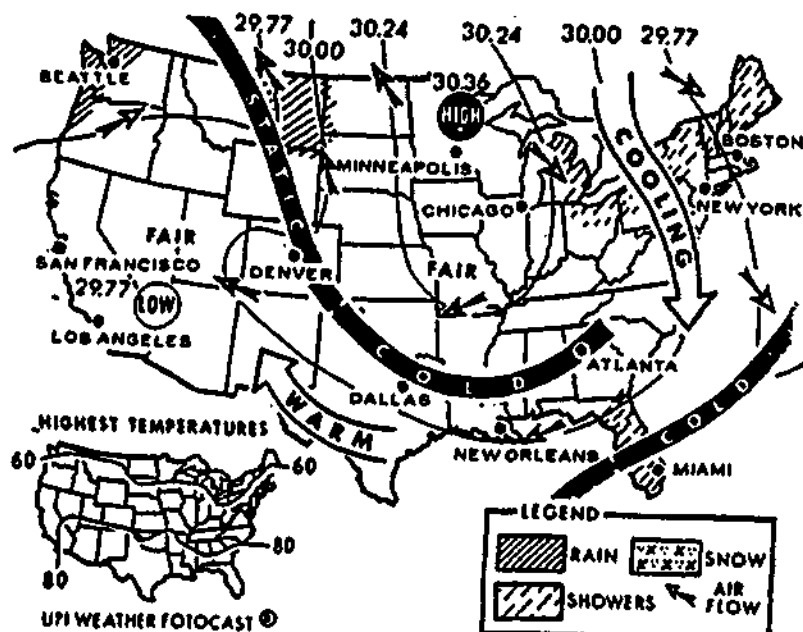 29.77
30.00
30.24
30.24
30.00
29.77
SEATTLE
30.36
HIGH
STATIC
COOLING
BOSTON
MINNEAPOLIS
NEW YORK
CHICAGO
FAIR
SAN FRANCISCO
DENVER
FAIR
29.77
LOW
LOS ANGELES
COLD
ATLANTA
DALLAS
WARM
COLD
NEW ORLEANS
MIAMI
HIGHEST TEMPERATURES
60
60
80
80
UPI WEATHER FOTOCAST ®
LEGEND
RAIN
SNOW
SHOWERS
AIR
FLOW